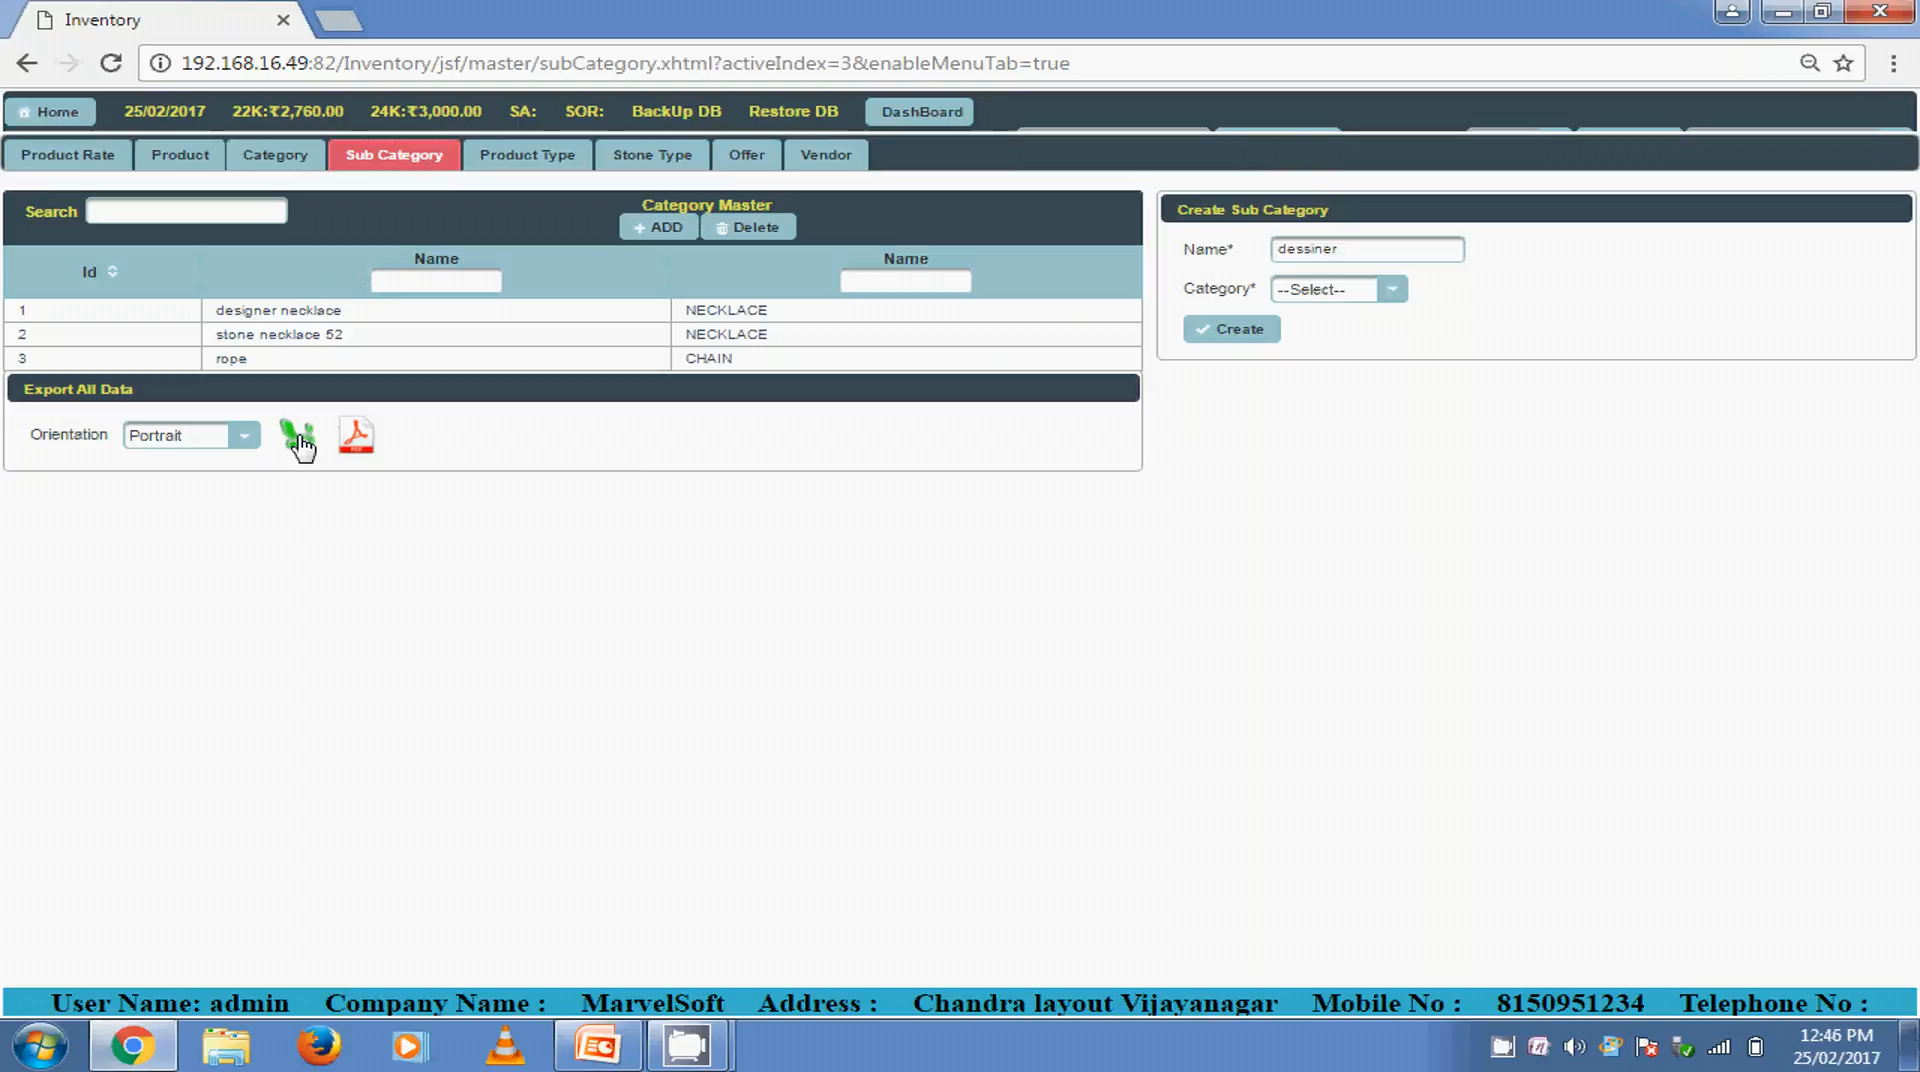 Inventory
192.168.16.49:82/Inventory/jsf/master/subCategory.xhtml?activeIndex=3&enableMenuTab=true
Home 25/02/2017 22K:₹2,760.00 24K:₹3,000.00 SA: SOR: BackUp DB Restore DB DashBoard
Product Rate Product Category Sub Category Product Type Stone Type Offer Vendor
Search Category Master
ADD Delete
Id Name Name
1 designer necklace NECKLACE
2 stone necklace 52 NECKLACE
3 rope CHAIN
Export All Data
Orientation Portrait
PDF
Create Sub Category
Name* dessiner
Category* --Select--
Create
User Name: admin Company Name : MarvelSoft Address : Chandra layout Vijayanagar Mobile No : 8150951234 Telephone No :
12:46 PM
25/02/2017